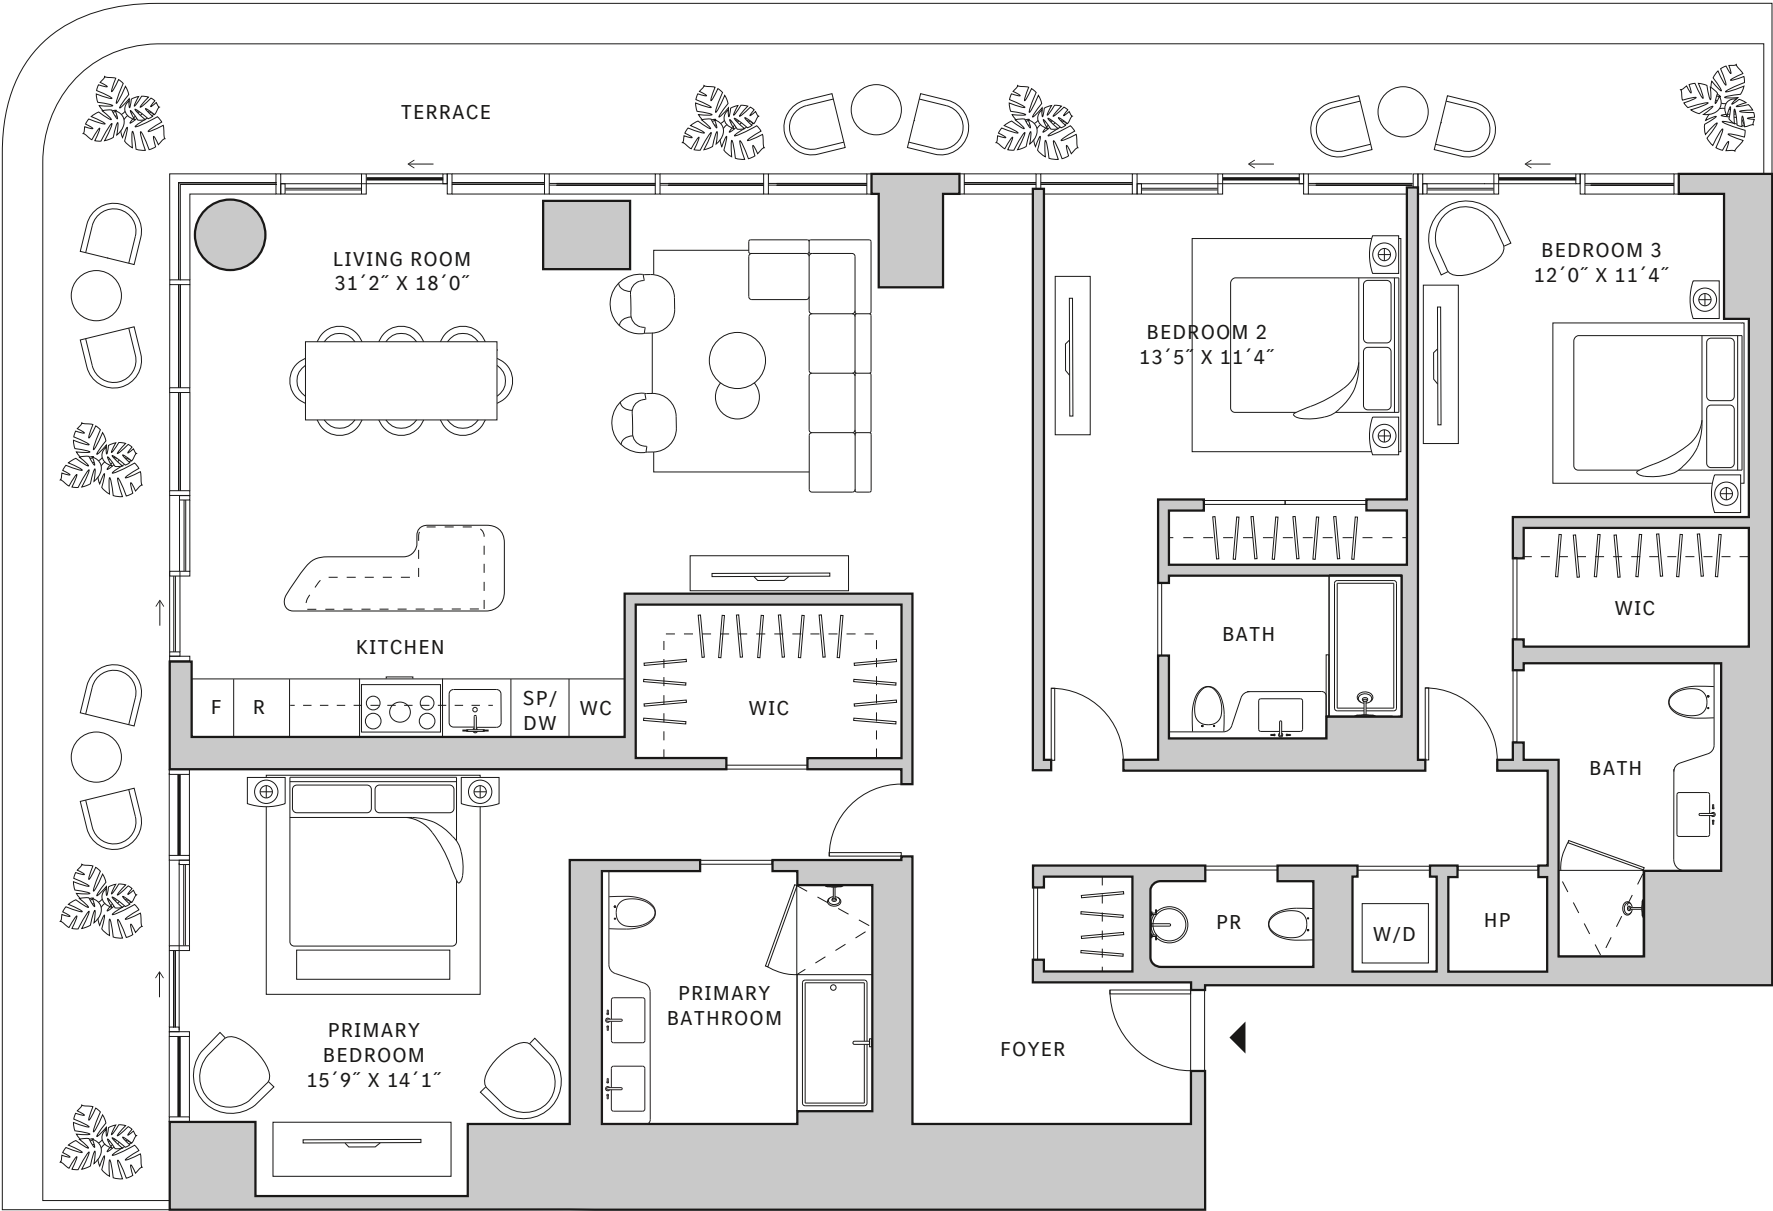 TERRACE
LIVING ROOM
31´2˝ X 18´0˝
BEDROOM 3
12´0˝ X 11´4˝
BEDROOM 2
13´5˝ X 11´4˝
WIC
BATH
KITCHEN
F
R
SP/
DW
WC
WIC
BATH
PR
W/D
HP
PRIMARY
BATHROOM
PRIMARY
BEDROOM
15´9˝ X 14´1˝
FOYER